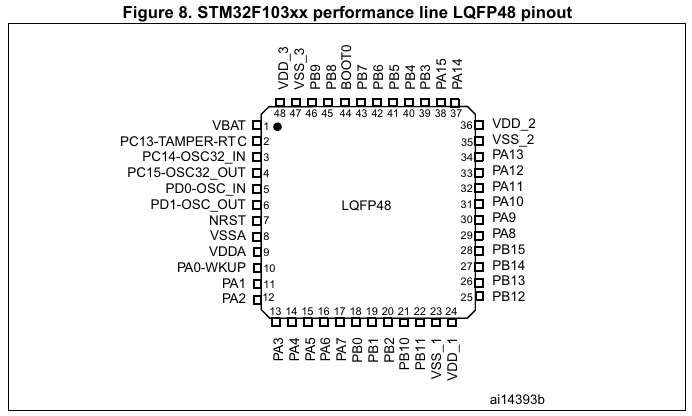 Figure 8. STM32F103xx performance line LQFP48 pinout
VDD_3 VSS_3 PB9 PB8 BOOT0 PB7 PB6 PB5 PB4 PB3 PA15 PA14
48 47 46 45 44 43 42 41 40 39 38 37
VBAT 1 36 VDD_2
PC13-TAMPER-RTC 2 35 VSS_2
PC14-OSC32_IN 3 34 PA13
PC15-OSC32_OUT 4 33 PA12
PD0-OSC_IN 5 32 PA11
PD1-OSC_OUT 6 LQFP48 31 PA10
NRST 7 30 PA9
VSSA 8 29 PA8
VDDA 9 28 PB15
PA0-WKUP 10 27 PB14
PA1 11 26 PB13
PA2 12 25 PB12
13 14 15 16 17 18 19 20 21 22 23 24
PA3 PA4 PA5 PA6 PA7 PB0 PB1 PB2 PB10 PB11 VSS_1 VDD_1
ai14393b